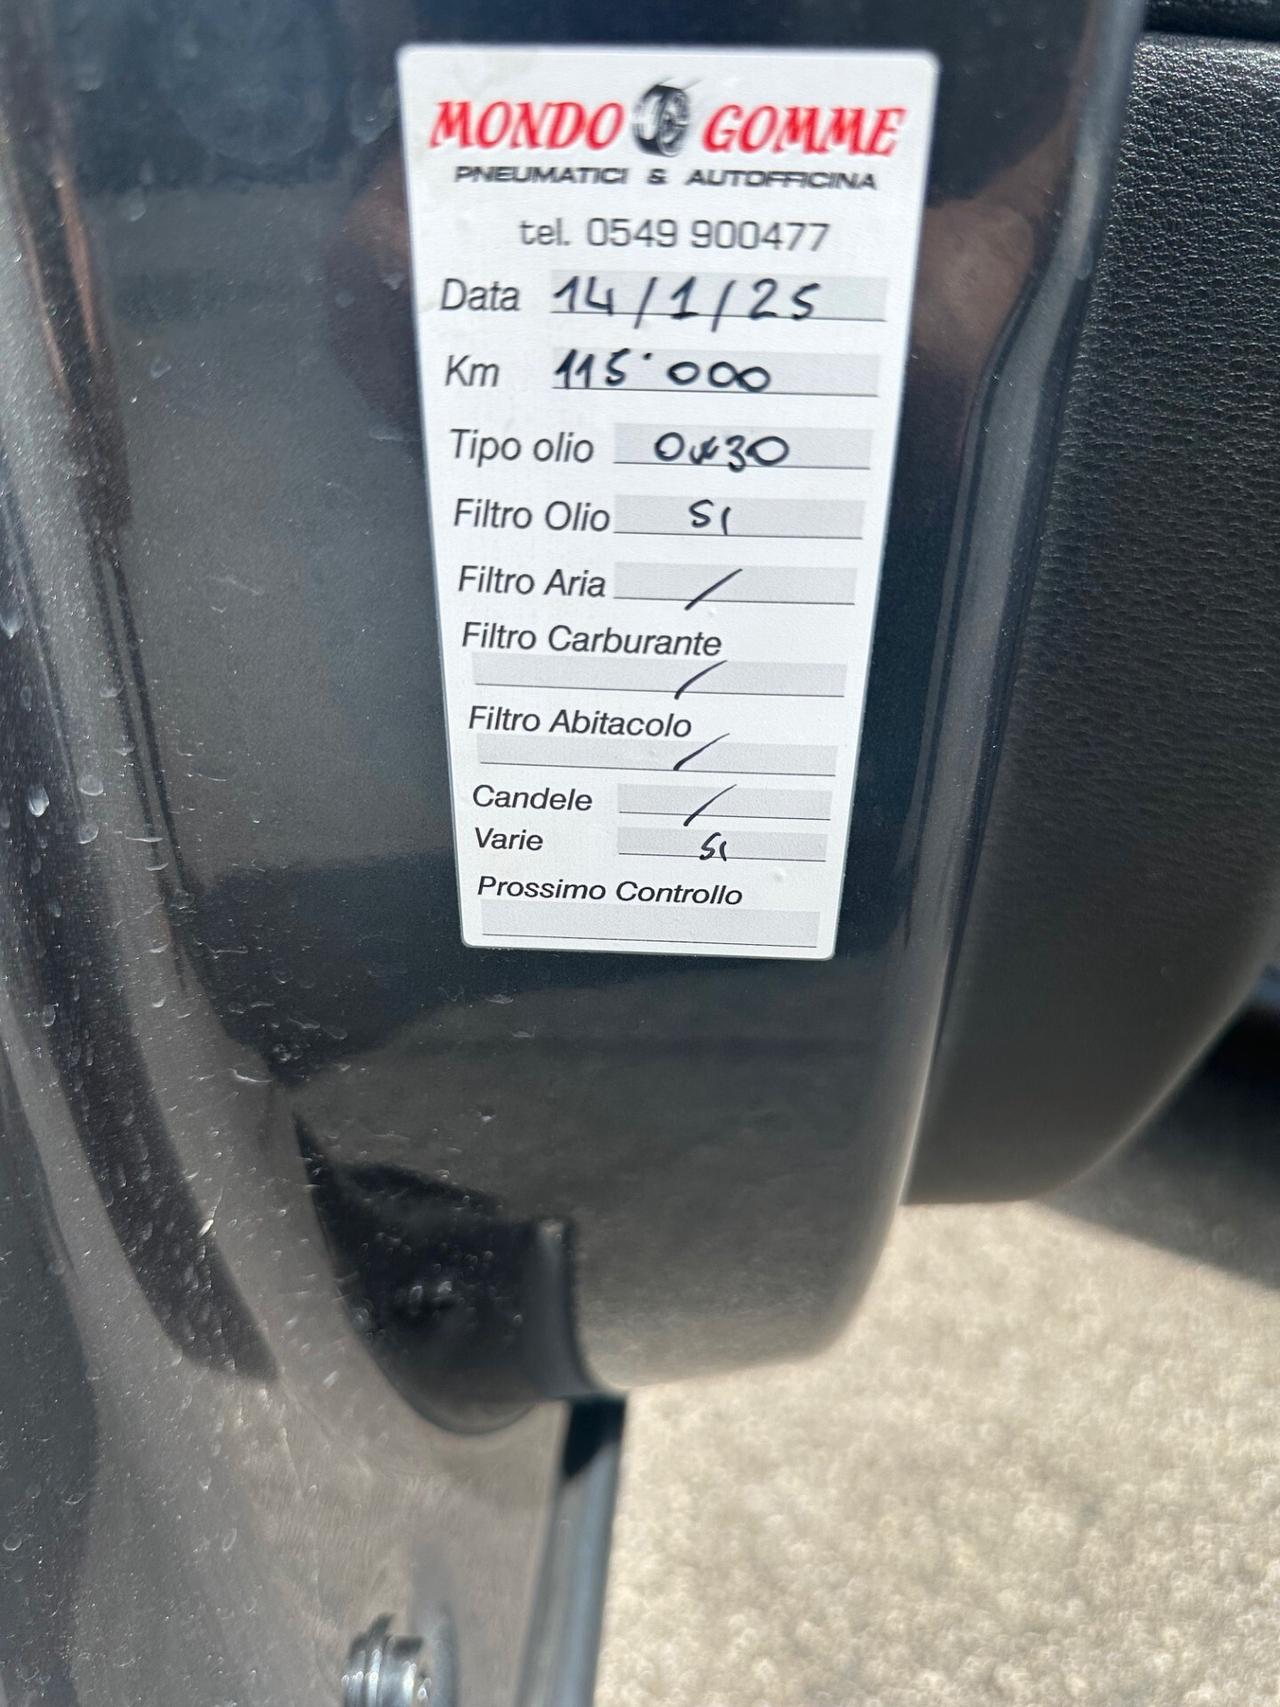 MONDO GOMME
PNEUMATICI & AUTOFFICINA
tel. 0549 900477
Data 14/1/25
Km 115'000
Tipo olio 0w30
Filtro Olio SI
Filtro Aria /
Filtro Carburante
/
Filtro Abitacolo
/
Candele /
Varie SI
Prossimo Controllo